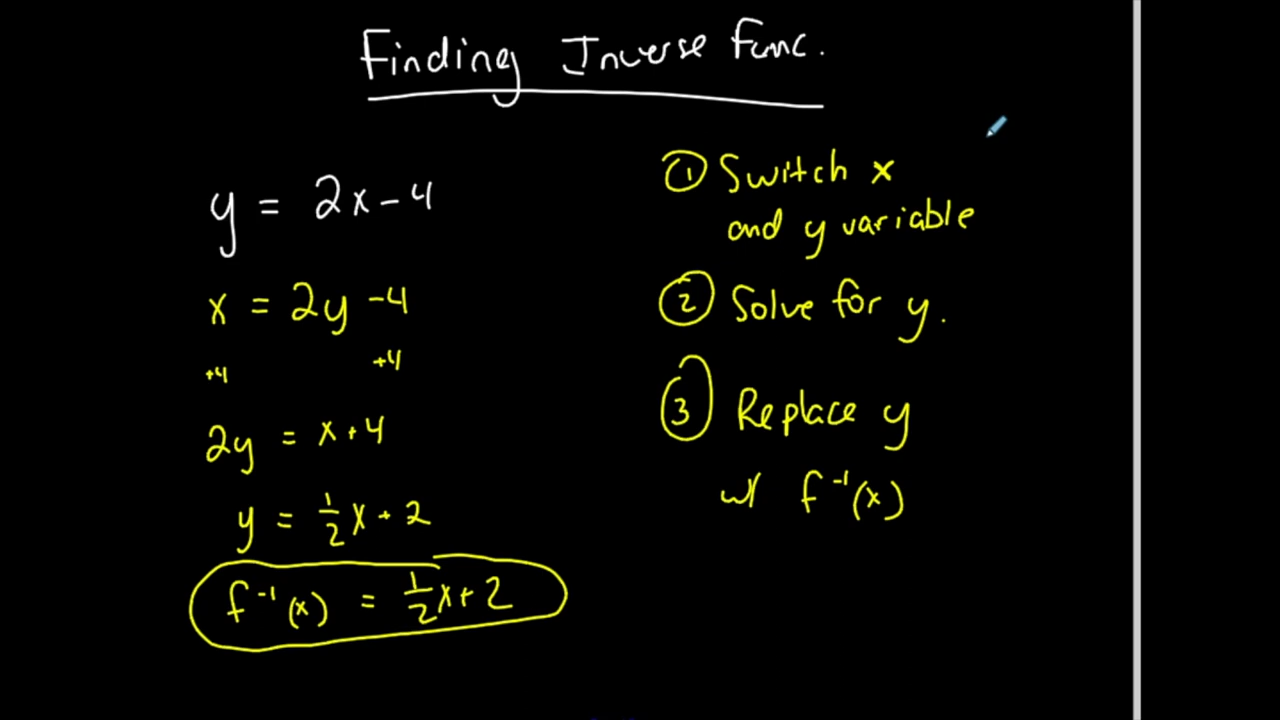 Finding Inverse Func.
y = 2x - 4
x = 2y - 4
+4 +4
2y = x + 4
y = 1/2 x + 2
f⁻¹(x) = 1/2 x + 2
① Switch x
and y variable
② Solve for y.
③ Replace y
w/ f⁻¹(x)